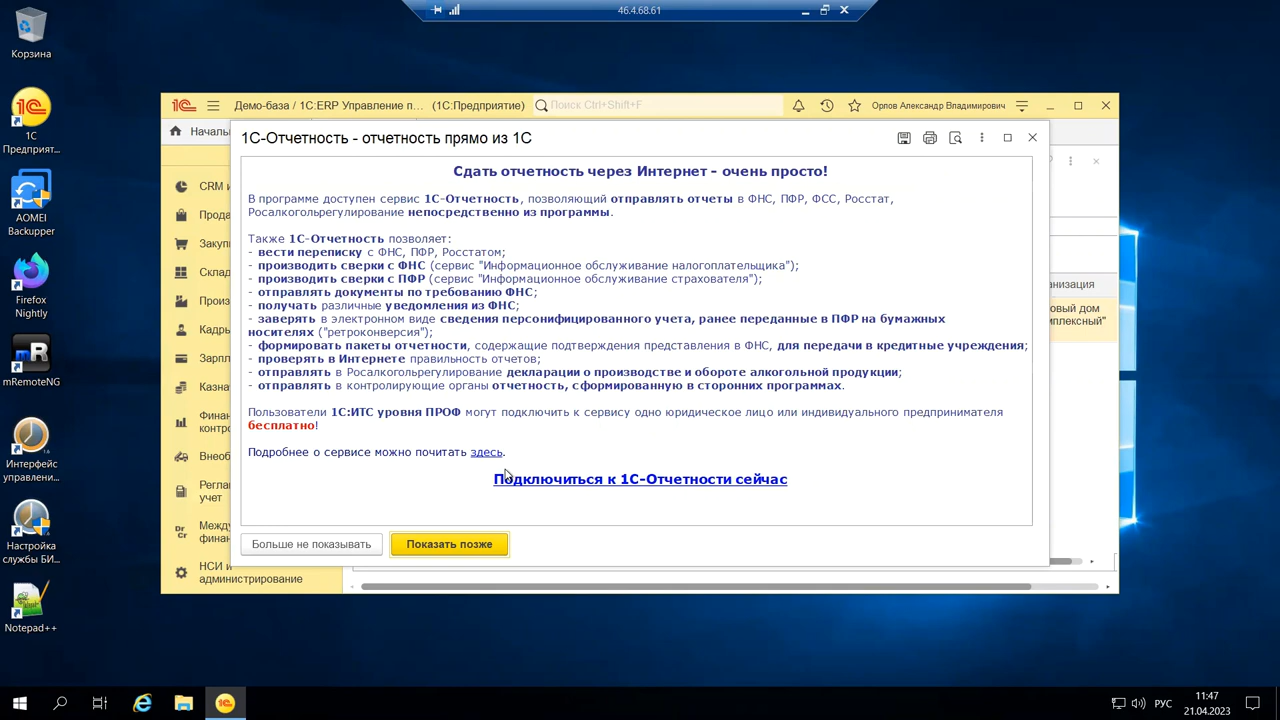 46.4.68.61
Корзина
1С
Предприят...
AOMEI
Backupper
Firefox
Nightly
mRemoteNG
Интерфейс
управлени...
Настройка
службы БИ...
Notepad++
Демо-база / 1С:ERP Управление п... (1С:Предприятие)
Поиск Ctrl+Shift+F
Орлов Александр Владимирович
Началь
1С-Отчетность - отчетность прямо из 1С
CRM и
Прода
Закуп
Склад
Произ
Кадры
Зарпл
Казна
Финан
контро
Внеоб
Регла
учет
Между
финан
НСИ и
администрирование
Сдать отчетность через Интернет - очень просто!
В программе доступен сервис 1С-Отчетность, позволяющий отправлять отчеты в ФНС, ПФР, ФСС, Росстат,
Росалкогольрегулирование непосредственно из программы.
Также 1С-Отчетность позволяет:
- вести переписку с ФНС, ПФР, Росстатом;
- производить сверки с ФНС (сервис "Информационное обслуживание налогоплательщика");
- производить сверки с ПФР (сервис "Информационное обслуживание страхователя");
- отправлять документы по требованию ФНС;
- получать различные уведомления из ФНС;
- заверять в электронном виде сведения персонифицированного учета, ранее переданные в ПФР на бумажных
носителях ("ретроконверсия");
- формировать пакеты отчетности, содержащие подтверждения представления в ФНС, для передачи в кредитные учреждения;
- проверять в Интернете правильность отчетов;
- отправлять в Росалкогольрегулирование декларации о производстве и обороте алкогольной продукции;
- отправлять в контролирующие органы отчетность, сформированную в сторонних программах.
Пользователи 1С:ИТС уровня ПРОФ могут подключить к сервису одно юридическое лицо или индивидуального предпринимателя
бесплатно!
Подробнее о сервисе можно почитать здесь.
Подключиться к 1С-Отчетности сейчас
Больше не показывать
Показать позже
анизация
овый дом
мплексный"
РУС
11:47
21.04.2023